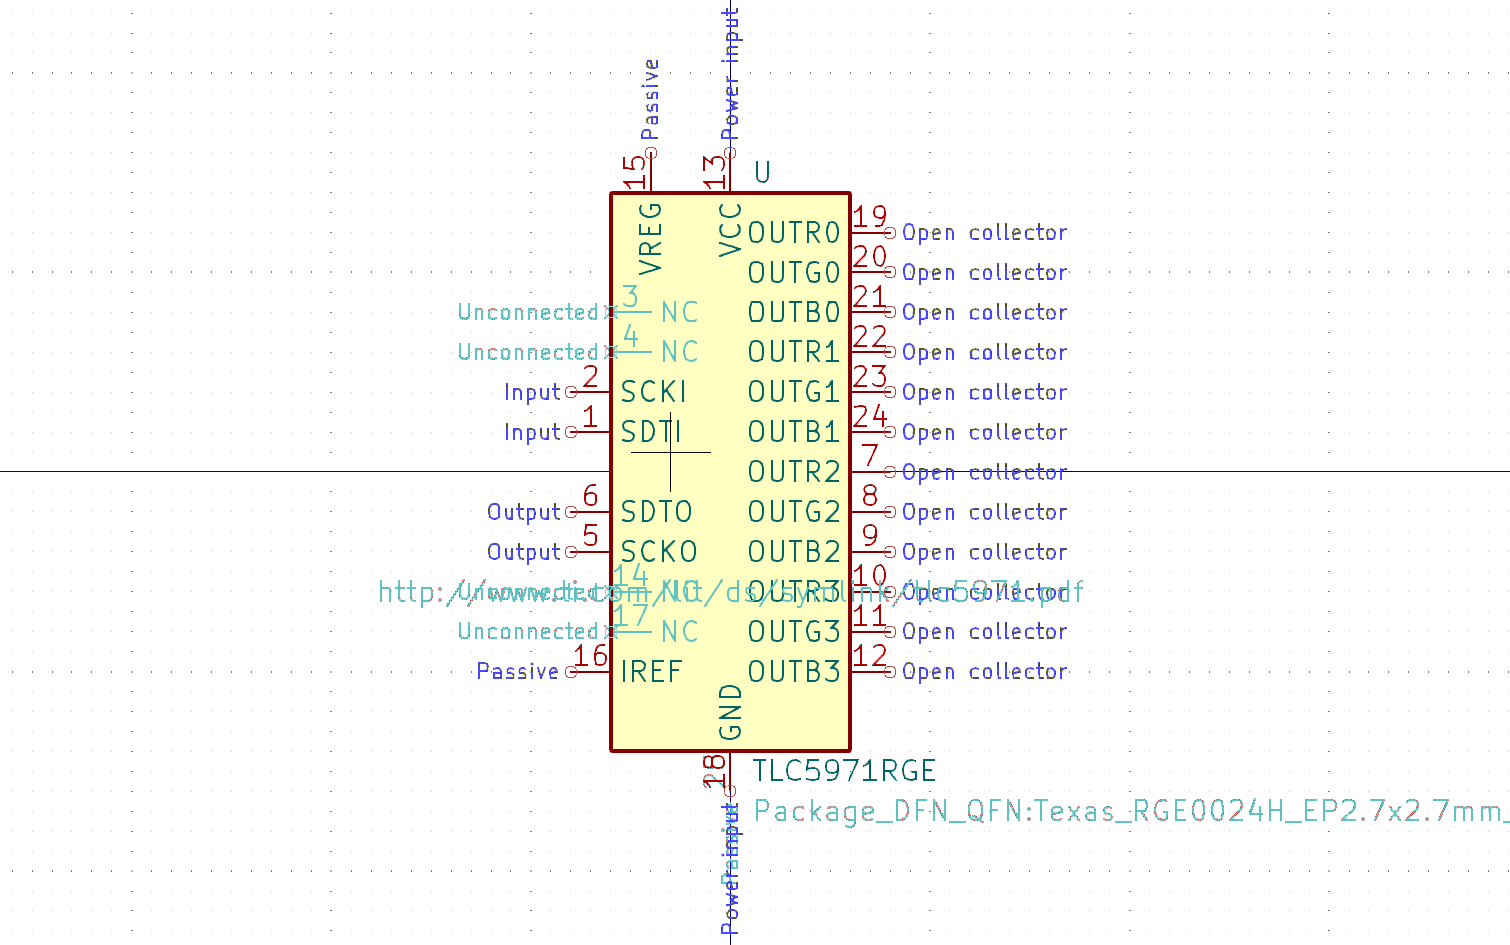 Passive
Power input
15
13
U
VREG
VCC
OUTR0
19
Open collector
OUTG0
20
Open collector
Unconnected
3
NC
OUTB0
21
Open collector
Unconnected
4
NC
OUTR1
22
Open collector
Input
2
SCKI
OUTG1
23
Open collector
Input
1
SDTI
OUTB1
24
Open collector
OUTR2
7
Open collector
Output
6
SDTO
OUTG2
8
Open collector
Output
5
SCKO
OUTB2
9
Open collector
http://www.ti.com/lit/ds/symlink/tlc5971.pdf
Unconnected
14
NC
OUTR3
10
Open collector
Unconnected
17
NC
OUTG3
11
Open collector
Passive
16
IREF
OUTB3
12
Open collector
GND
18
TLC5971RGE
Package_DFN_QFN:Texas_RGE0024H_EP2.7x2.7mm_
Power input
Passive